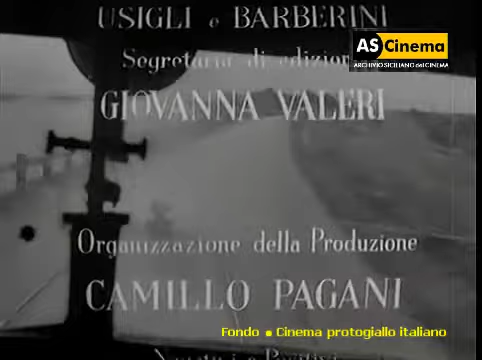 USIGLI e BARBERINI
AS Cinema
ARCHIVIO SICILIANO del CINEMA
Segretaria di edizione
GIOVANNA VALERI
Organizzazione della Produzione
CAMILLO PAGANI
Fondo • Cinema protogiallo italiano